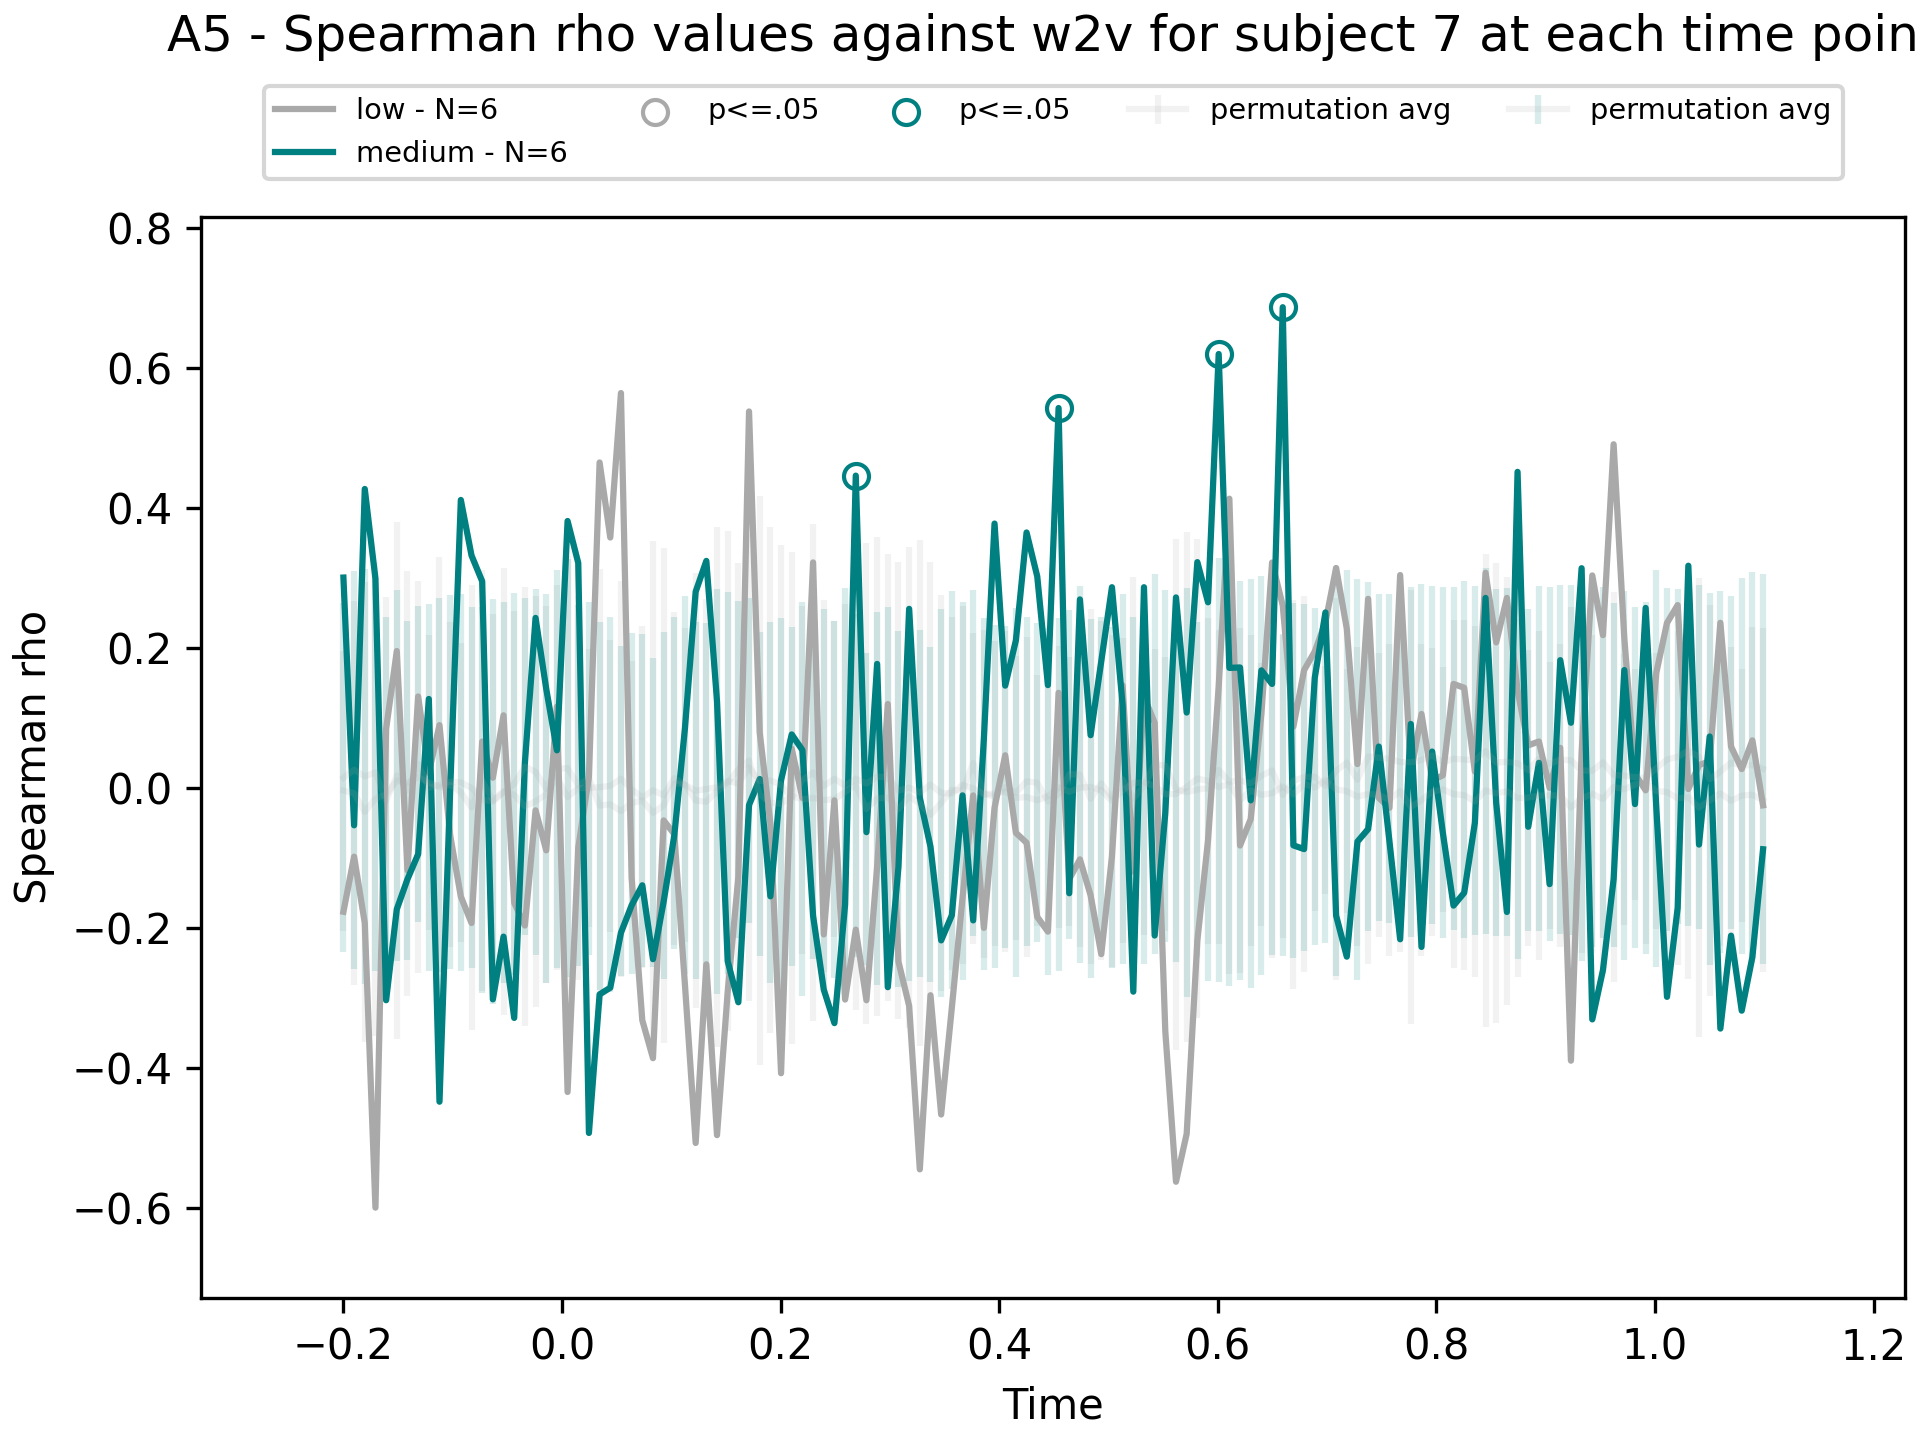 A5 - Spearman rho values against w2v for subject 7 at each time poin
low - N=6 p<=.05 p<=.05 permutation avg permutation avg
medium - N=6
Spearman rho
0.8
0.6
0.4
0.2
0.0
−0.2
−0.4
−0.6
−0.2 0.0 0.2 0.4 0.6 0.8 1.0 1.2
Time